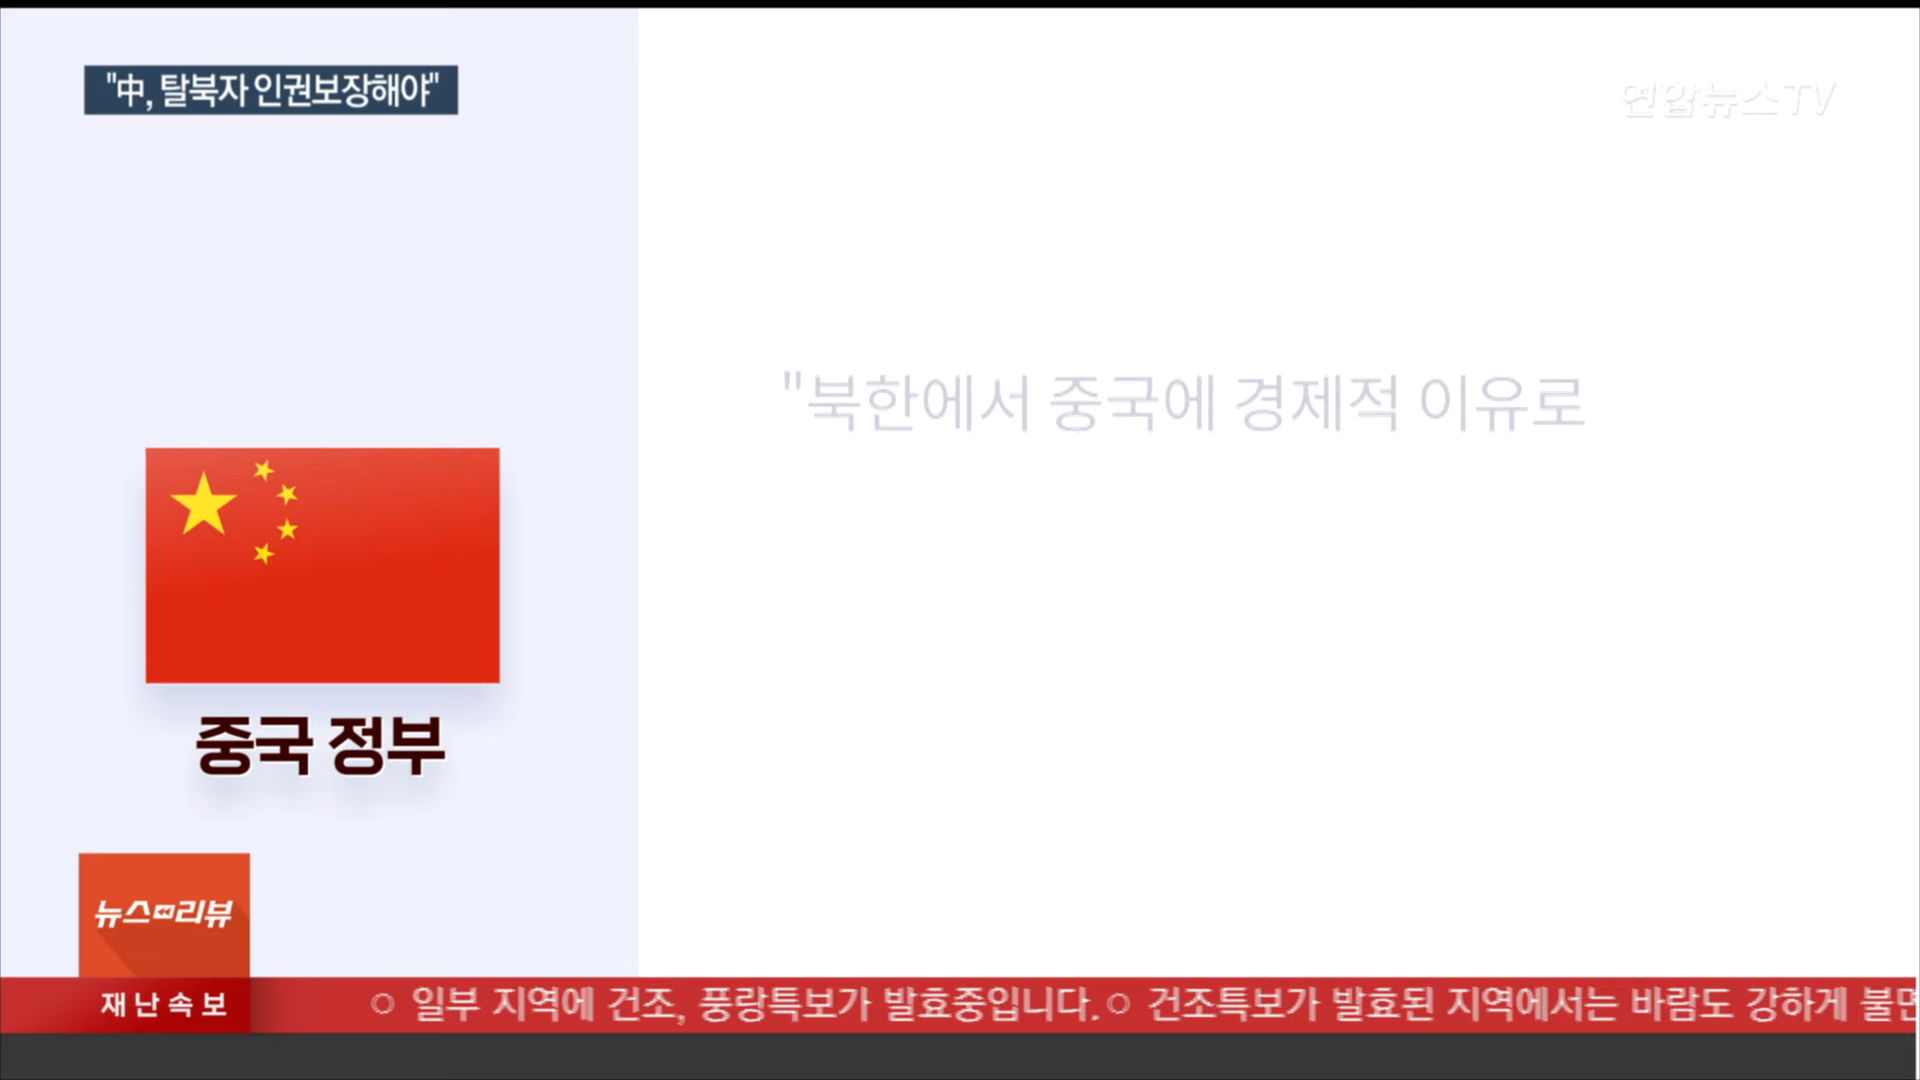 "中, 탈북자 인권보장해야"
연합뉴스TV
"북한에서 중국에 경제적 이유로
중국 정부
뉴스리뷰
재난속보
○ 일부 지역에 건조, 풍랑특보가 발효중입니다.○ 건조특보가 발효된 지역에서는 바람도 강하게